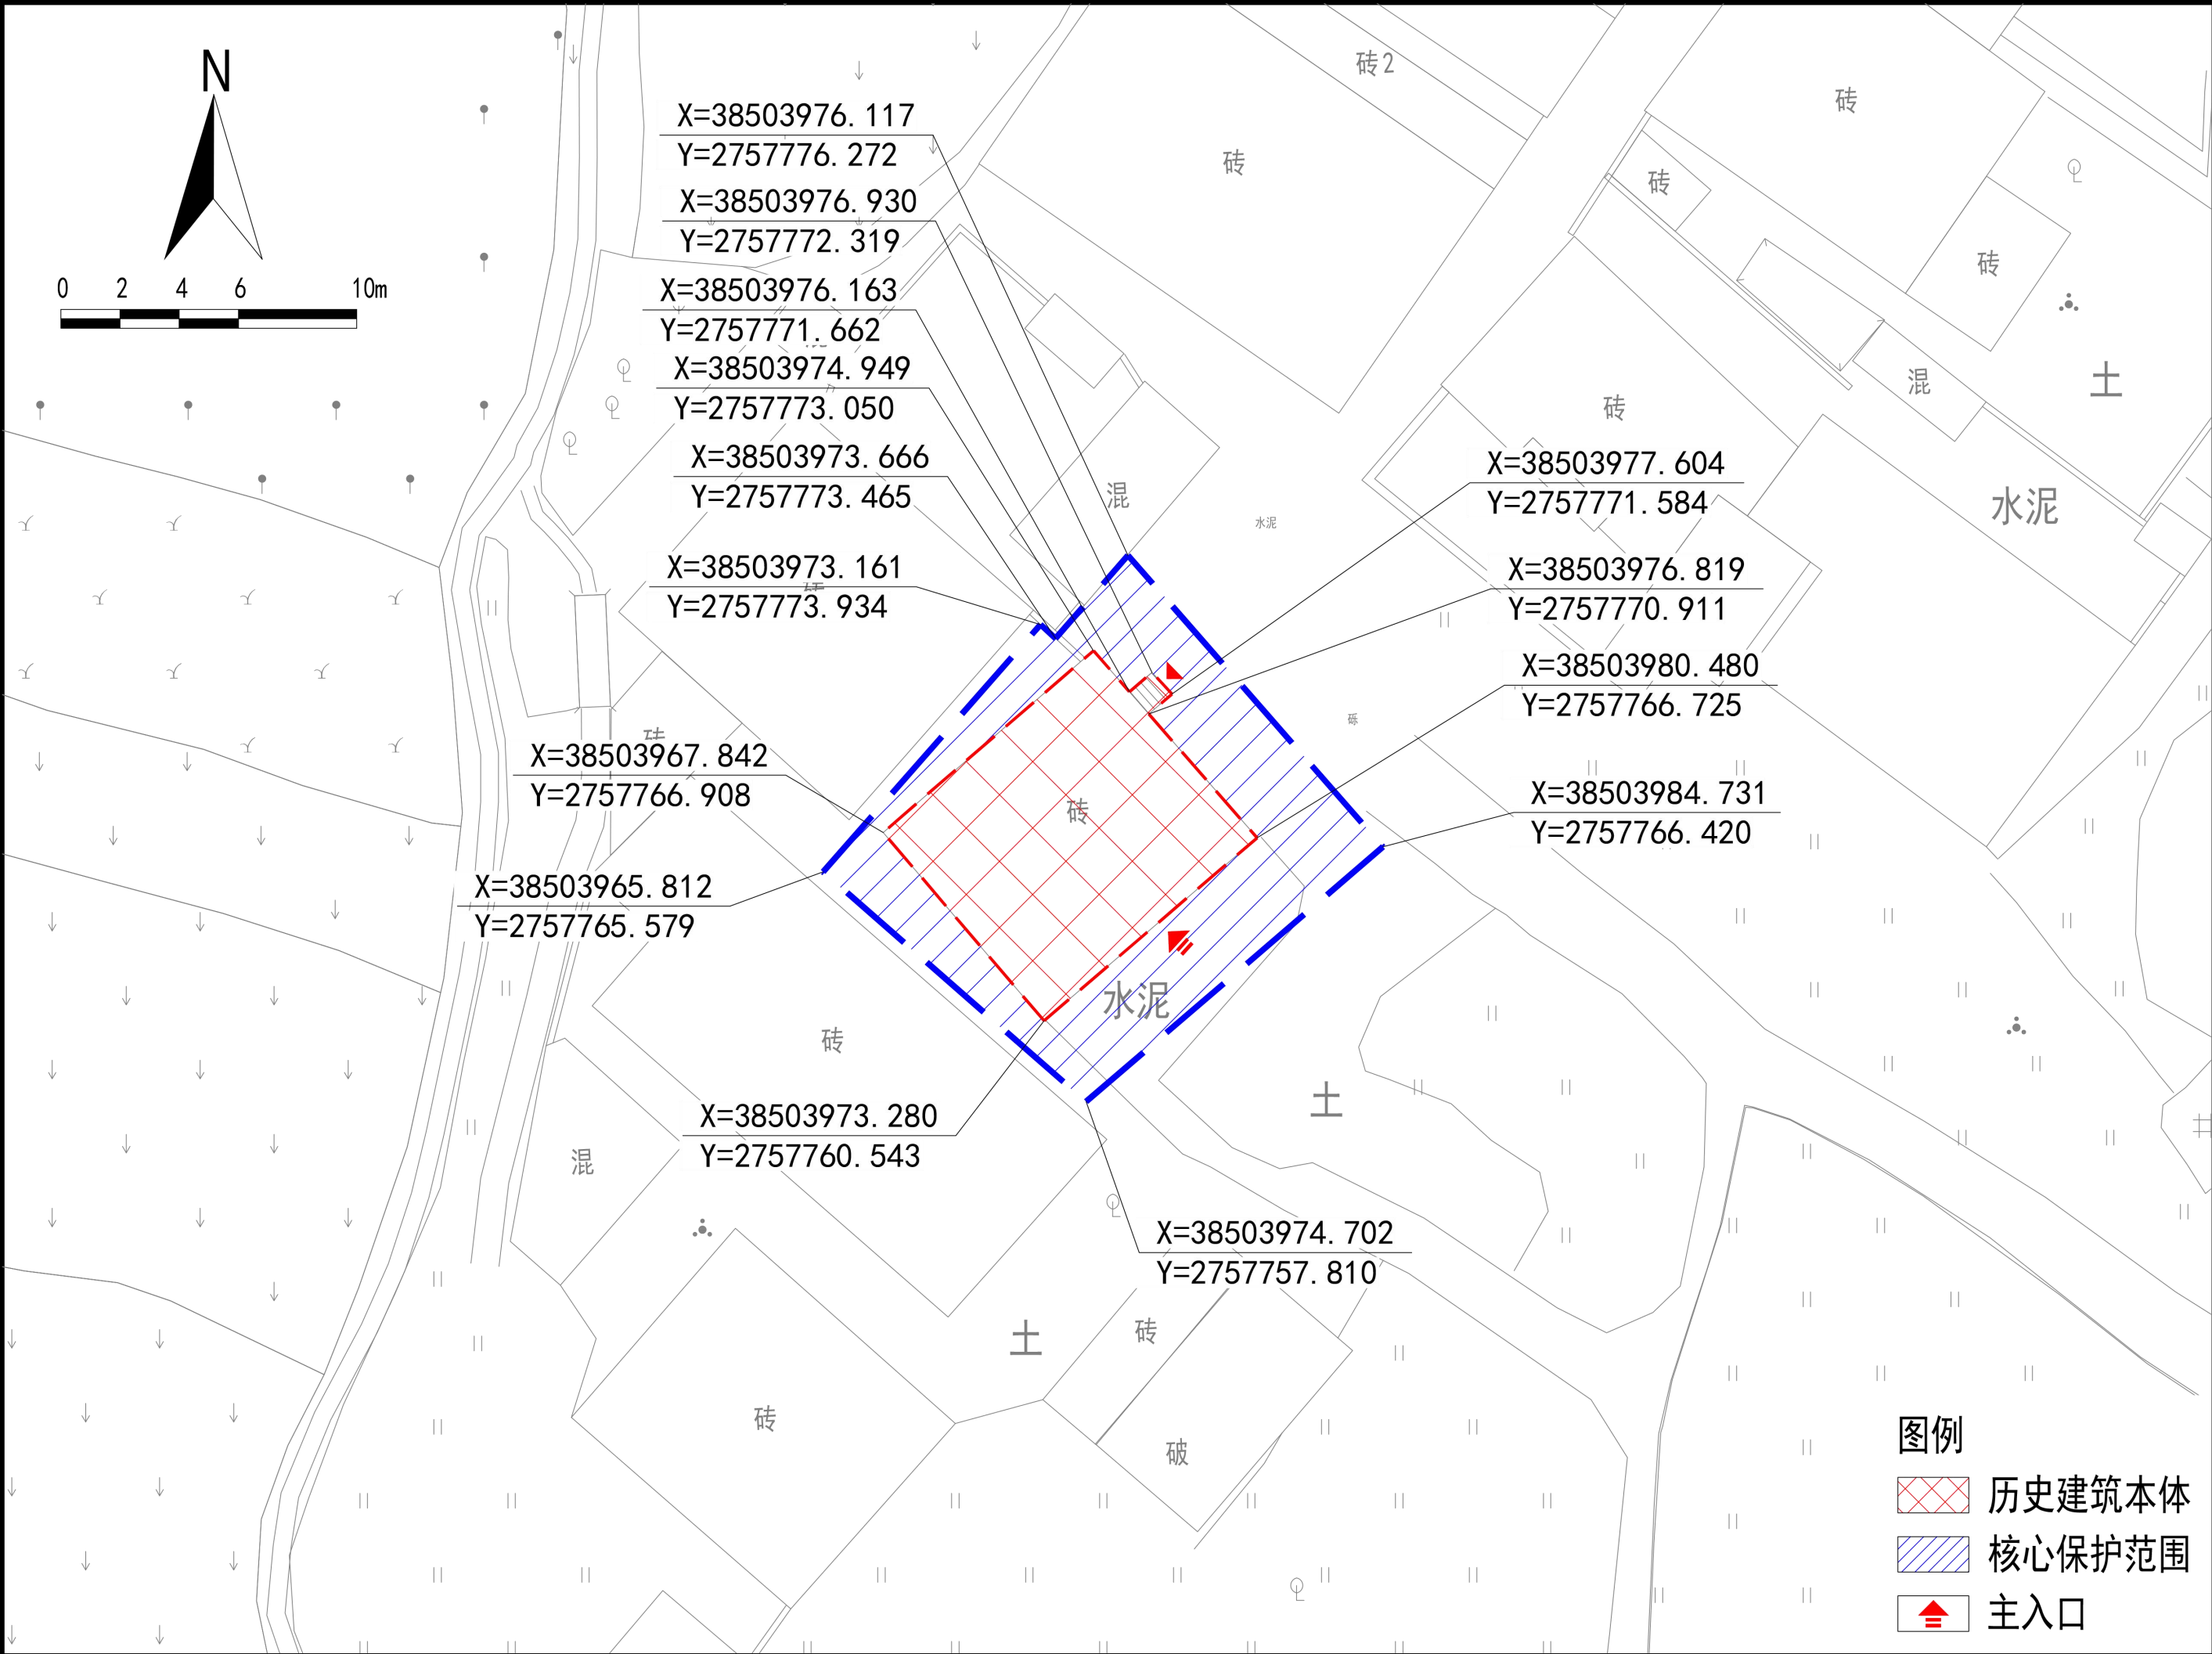 N
0 2 4 6 10m
X=38503976.117
Y=2757776.272
X=38503976.930
Y=2757772.319
X=38503976.163
Y=2757771.662
X=38503974.949
Y=2757773.050
X=38503973.666
Y=2757773.465
X=38503973.161
Y=2757773.934
X=38503967.842
Y=2757766.908
X=38503965.812
Y=2757765.579
X=38503973.280
Y=2757760.543
X=38503974.702
Y=2757757.810
X=38503977.604
Y=2757771.584
X=38503976.819
Y=2757770.911
X=38503980.480
Y=2757766.725
X=38503984.731
Y=2757766.420
砖2
砖
砖
砖
砖
混
土
砖
水泥
混
水泥
砾
砖
砖
水泥
砖
土
混
土
砖
砖
破
图例
历史建筑本体
核心保护范围
主入口